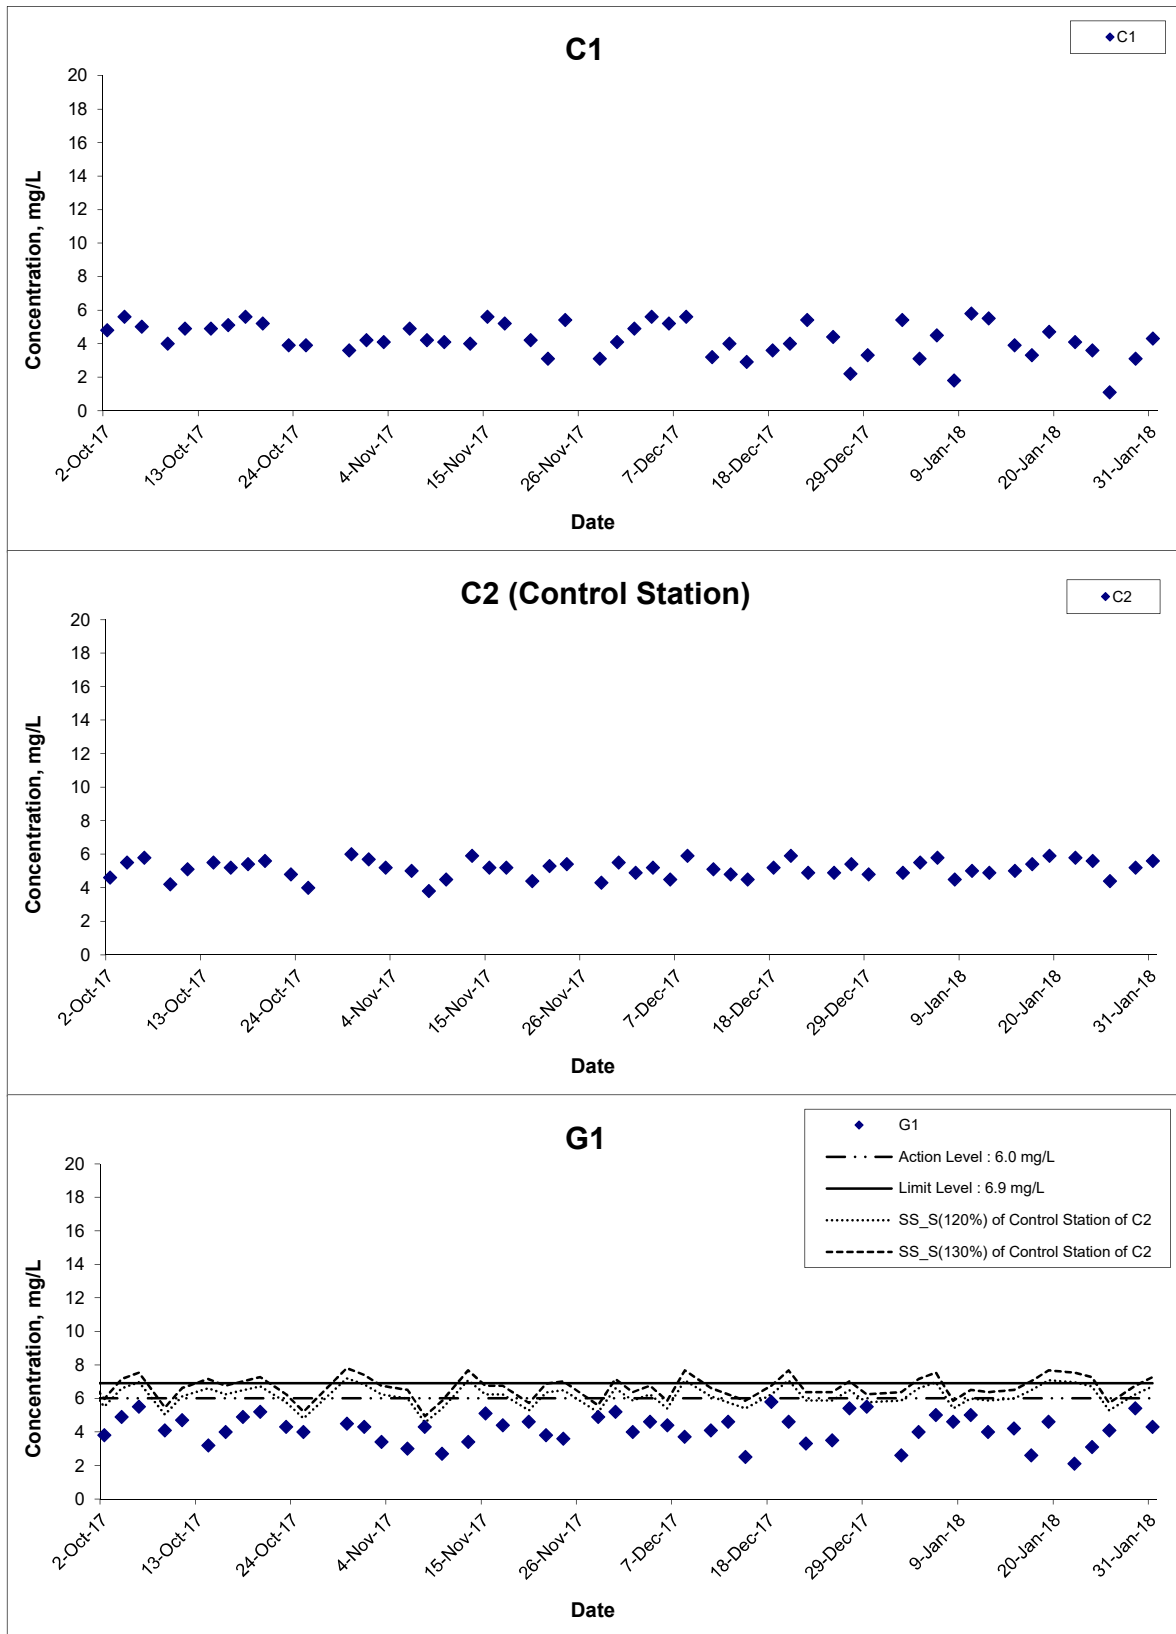 C1
C1
20
18
16
14
12
10
8
6
4
2
0
Concentration, mg/L
2-Oct-17
13-Oct-17
24-Oct-17
4-Nov-17
15-Nov-17
26-Nov-17
7-Dec-17
18-Dec-17
29-Dec-17
9-Jan-18
20-Jan-18
31-Jan-18
Date
C2 (Control Station)
C2
20
18
16
14
12
10
8
6
4
2
0
Concentration, mg/L
2-Oct-17
13-Oct-17
24-Oct-17
4-Nov-17
15-Nov-17
26-Nov-17
7-Dec-17
18-Dec-17
29-Dec-17
9-Jan-18
20-Jan-18
31-Jan-18
Date
G1
G1
Action Level : 6.0 mg/L
Limit Level : 6.9 mg/L
SS_S(120%) of Control Station of C2
SS_S(130%) of Control Station of C2
20
18
16
14
12
10
8
6
4
2
0
Concentration, mg/L
2-Oct-17
13-Oct-17
24-Oct-17
4-Nov-17
15-Nov-17
26-Nov-17
7-Dec-17
18-Dec-17
29-Dec-17
9-Jan-18
20-Jan-18
31-Jan-18
Date